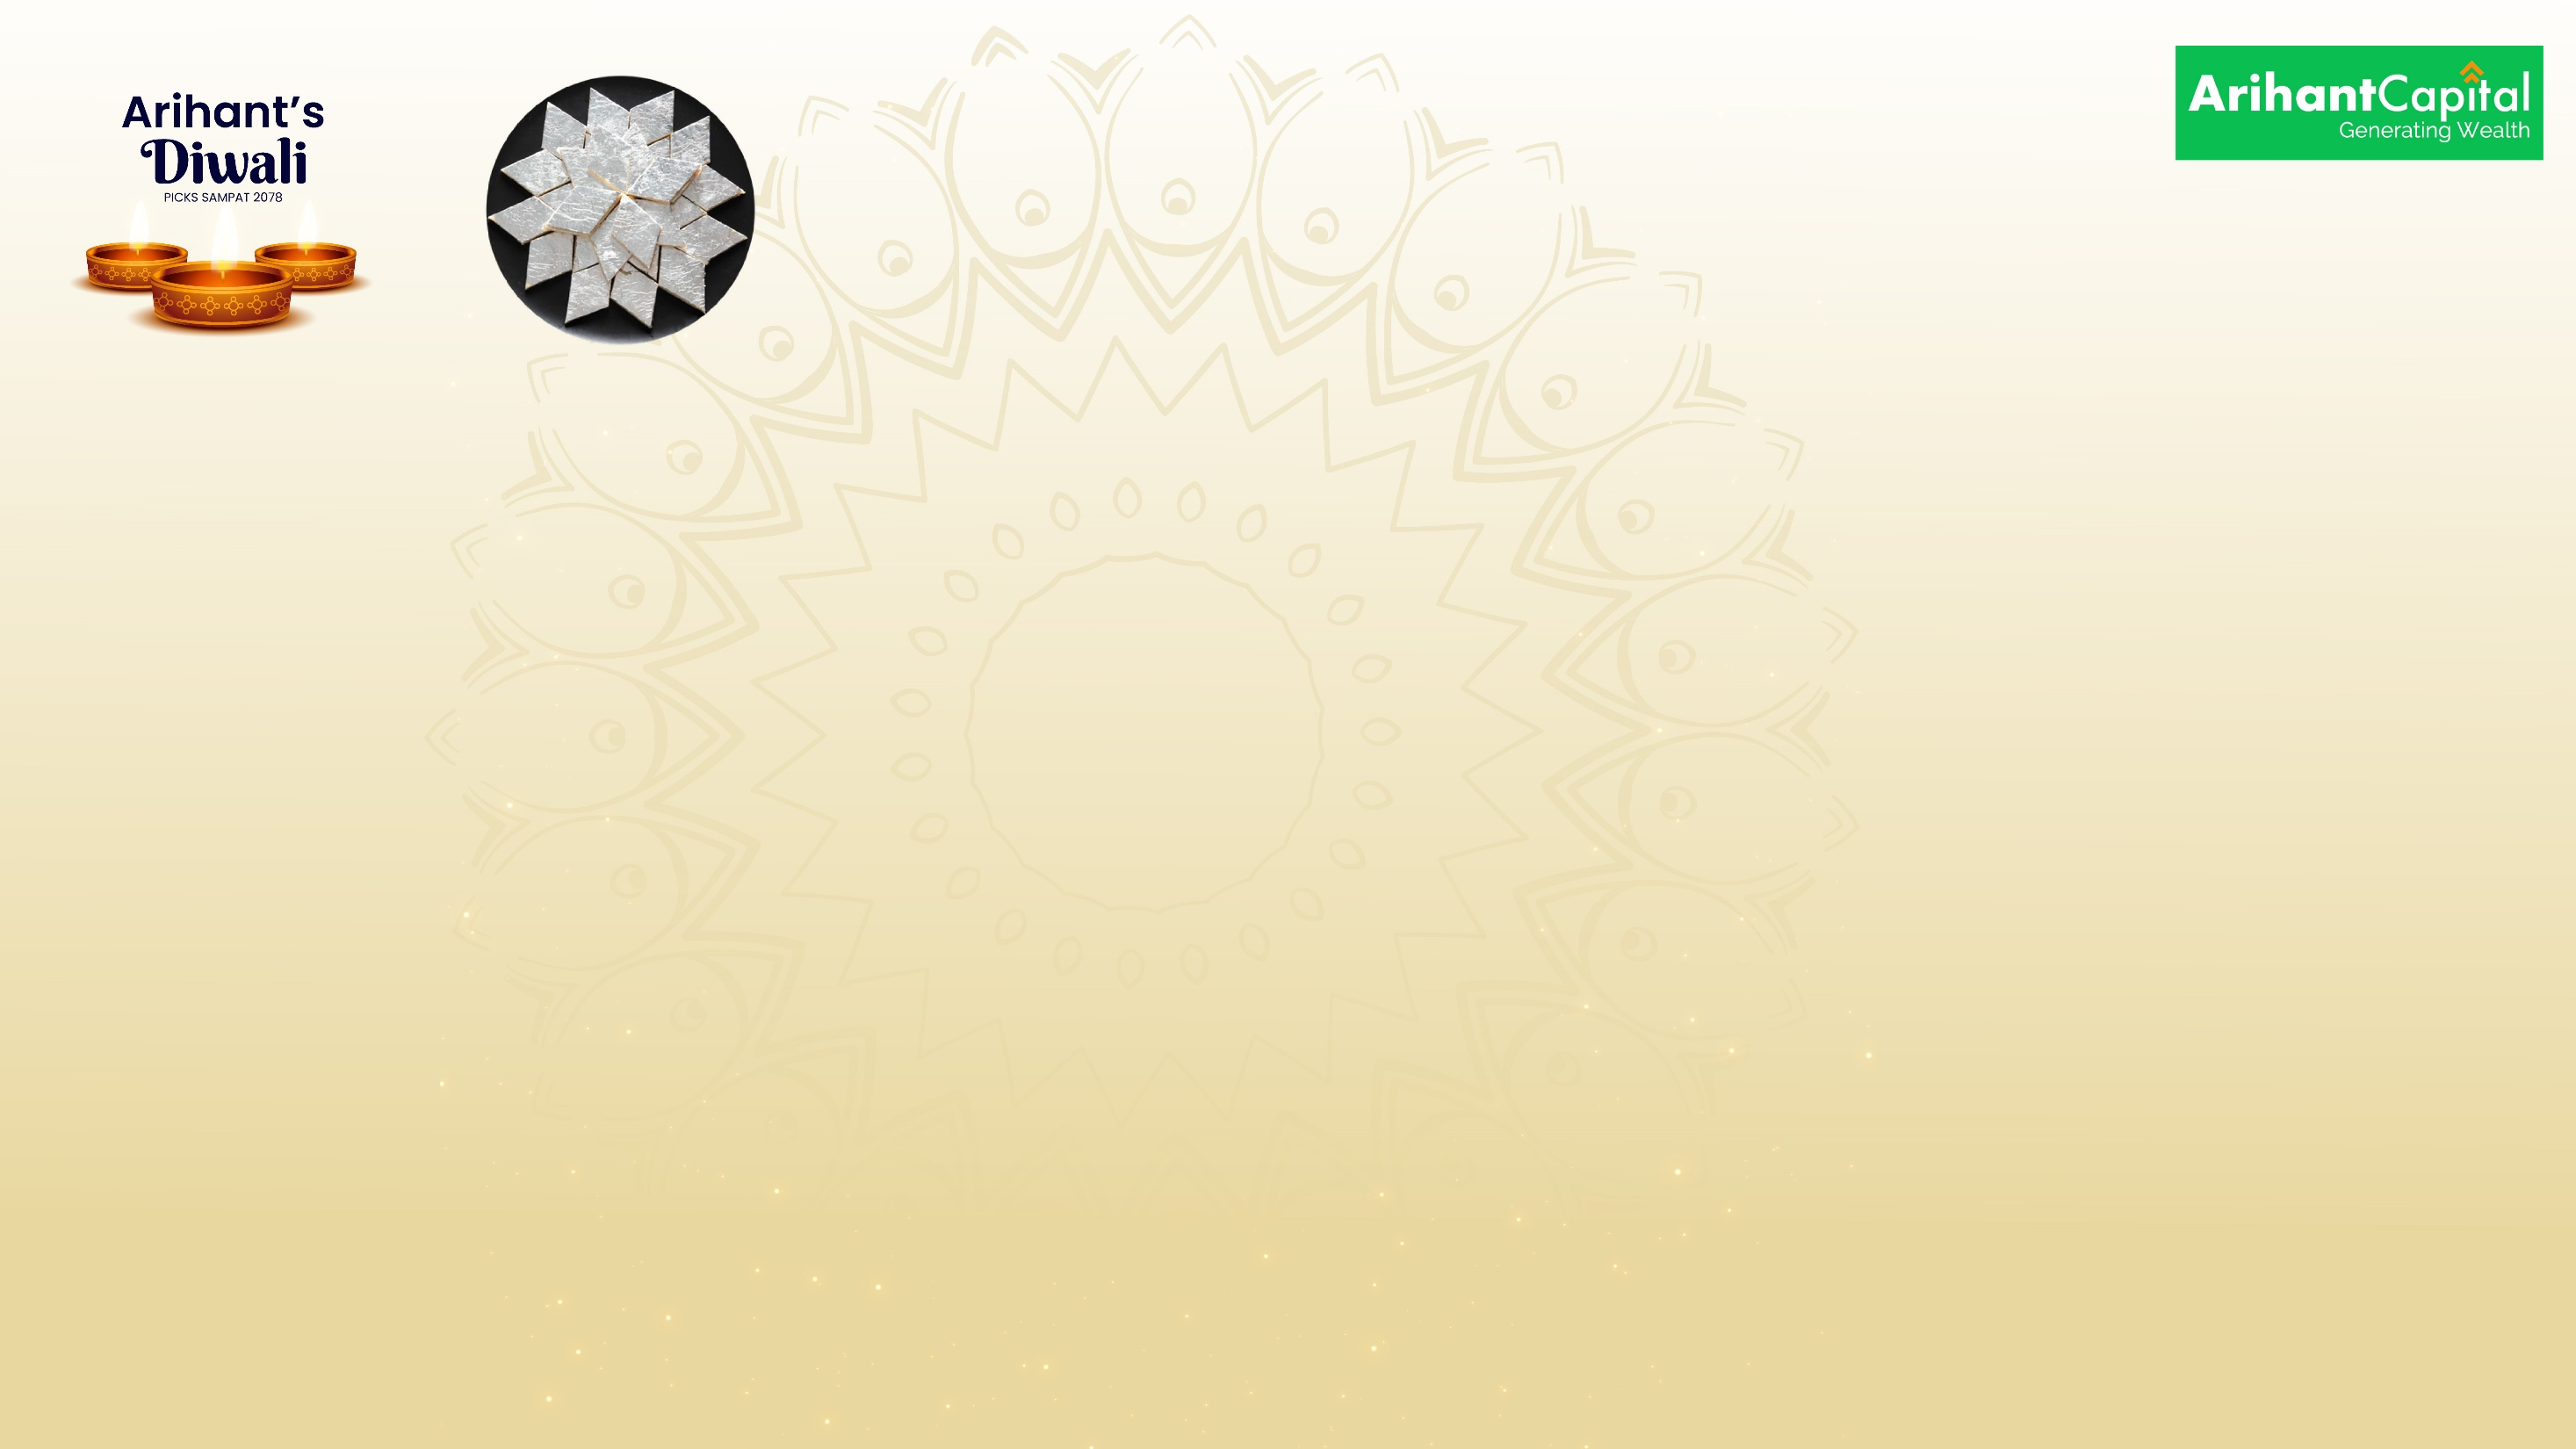 Arihant's
Diwali
PICKS SAMPAT 2078
ArihantCapital
Generating Wealth